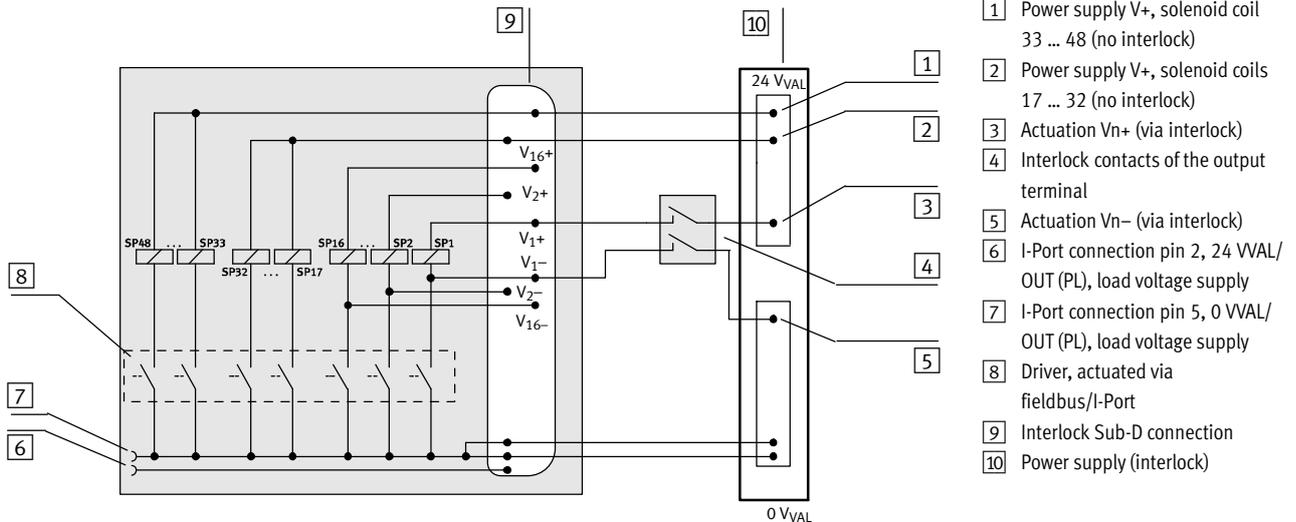 9
10
24 VVAL
1
2
V16+
V2+
3
V1+
V1–
4
V2–
V16–
5
SP48 ... SP33
SP32 ... SP17
SP16 ... SP2 SP1
8
7
6
0 VVAL
1 Power supply V+, solenoid coil
33 ... 48 (no interlock)
2 Power supply V+, solenoid coils
17 ... 32 (no interlock)
3 Actuation Vn+ (via interlock)
4 Interlock contacts of the output
terminal
5 Actuation Vn– (via interlock)
6 I-Port connection pin 2, 24 VVAL/
OUT (PL), load voltage supply
7 I-Port connection pin 5, 0 VVAL/
OUT (PL), load voltage supply
8 Driver, actuated via
fieldbus/I-Port
9 Interlock Sub-D connection
10 Power supply (interlock)